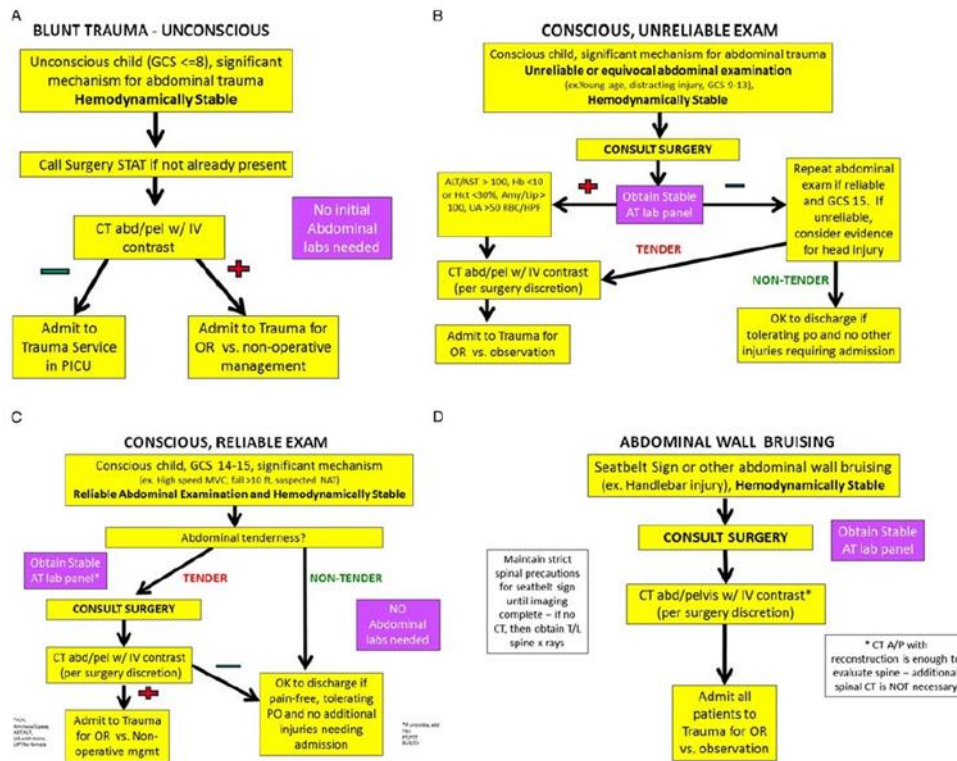 A
BLUNT TRAUMA - UNCONSCIOUS
Unconscious child (GCS <=8), significant
mechanism for abdominal trauma
Hemodynamically Stable
Call Surgery STAT if not already present
CT abd/pel w/ IV
contrast
No initial
Abdominal
labs needed
Admit to
Trauma Service
in PICU
Admit to Trauma for
OR vs. non-operative
management
B
CONSCIOUS, UNRELIABLE EXAM
Conscious child, significant mechanism for abdominal trauma
Unreliable or equivocal abdominal examination
(ex.Young age, distracting injury, GCS 9-13),
Hemodynamically Stable
CONSULT SURGERY
ALT/AST > 100, Hb <10
or Hct <30%, Amy/Lip >
100, UA >50 RBC/HPF
Obtain Stable
AT lab panel
Repeat abdominal
exam if reliable
and GCS 15. If
unreliable,
consider evidence
for head injury
TENDER
NON-TENDER
CT abd/pel w/ IV contrast
(per surgery discretion)
Admit to Trauma for
OR vs. observation
OK to discharge if
tolerating po and no other
injuries requiring admission
C
CONSCIOUS, RELIABLE EXAM
Conscious child, GCS 14-15, significant mechanism
(ex. High speed MVC, fall >10 ft, suspected NAT)
Reliable Abdominal Examination and Hemodynamically Stable
Abdominal tenderness?
Obtain Stable
AT lab panel*
TENDER
NON-TENDER
CONSULT SURGERY
NO
Abdominal
labs needed
CT abd/pel w/ IV contrast
(per surgery discretion)
Admit to Trauma
for OR vs. Non-
operative mgmt
OK to discharge if
pain-free, tolerating
PO and no additional
injuries needing
admission
D
ABDOMINAL WALL BRUISING
Seatbelt Sign or other abdominal wall bruising
(ex. Handlebar injury), Hemodynamically Stable
CONSULT SURGERY
Obtain Stable
AT lab panel
Maintain strict
spinal precautions
for seatbelt sign
until imaging
complete – if no
CT, then obtain T/L
spine x rays
CT abd/pelvis w/ IV contrast*
(per surgery discretion)
* CT A/P with
reconstruction is enough to
evaluate spine – additional
spinal CT is NOT necessary
Admit all
patients to
Trauma for OR
vs. observation